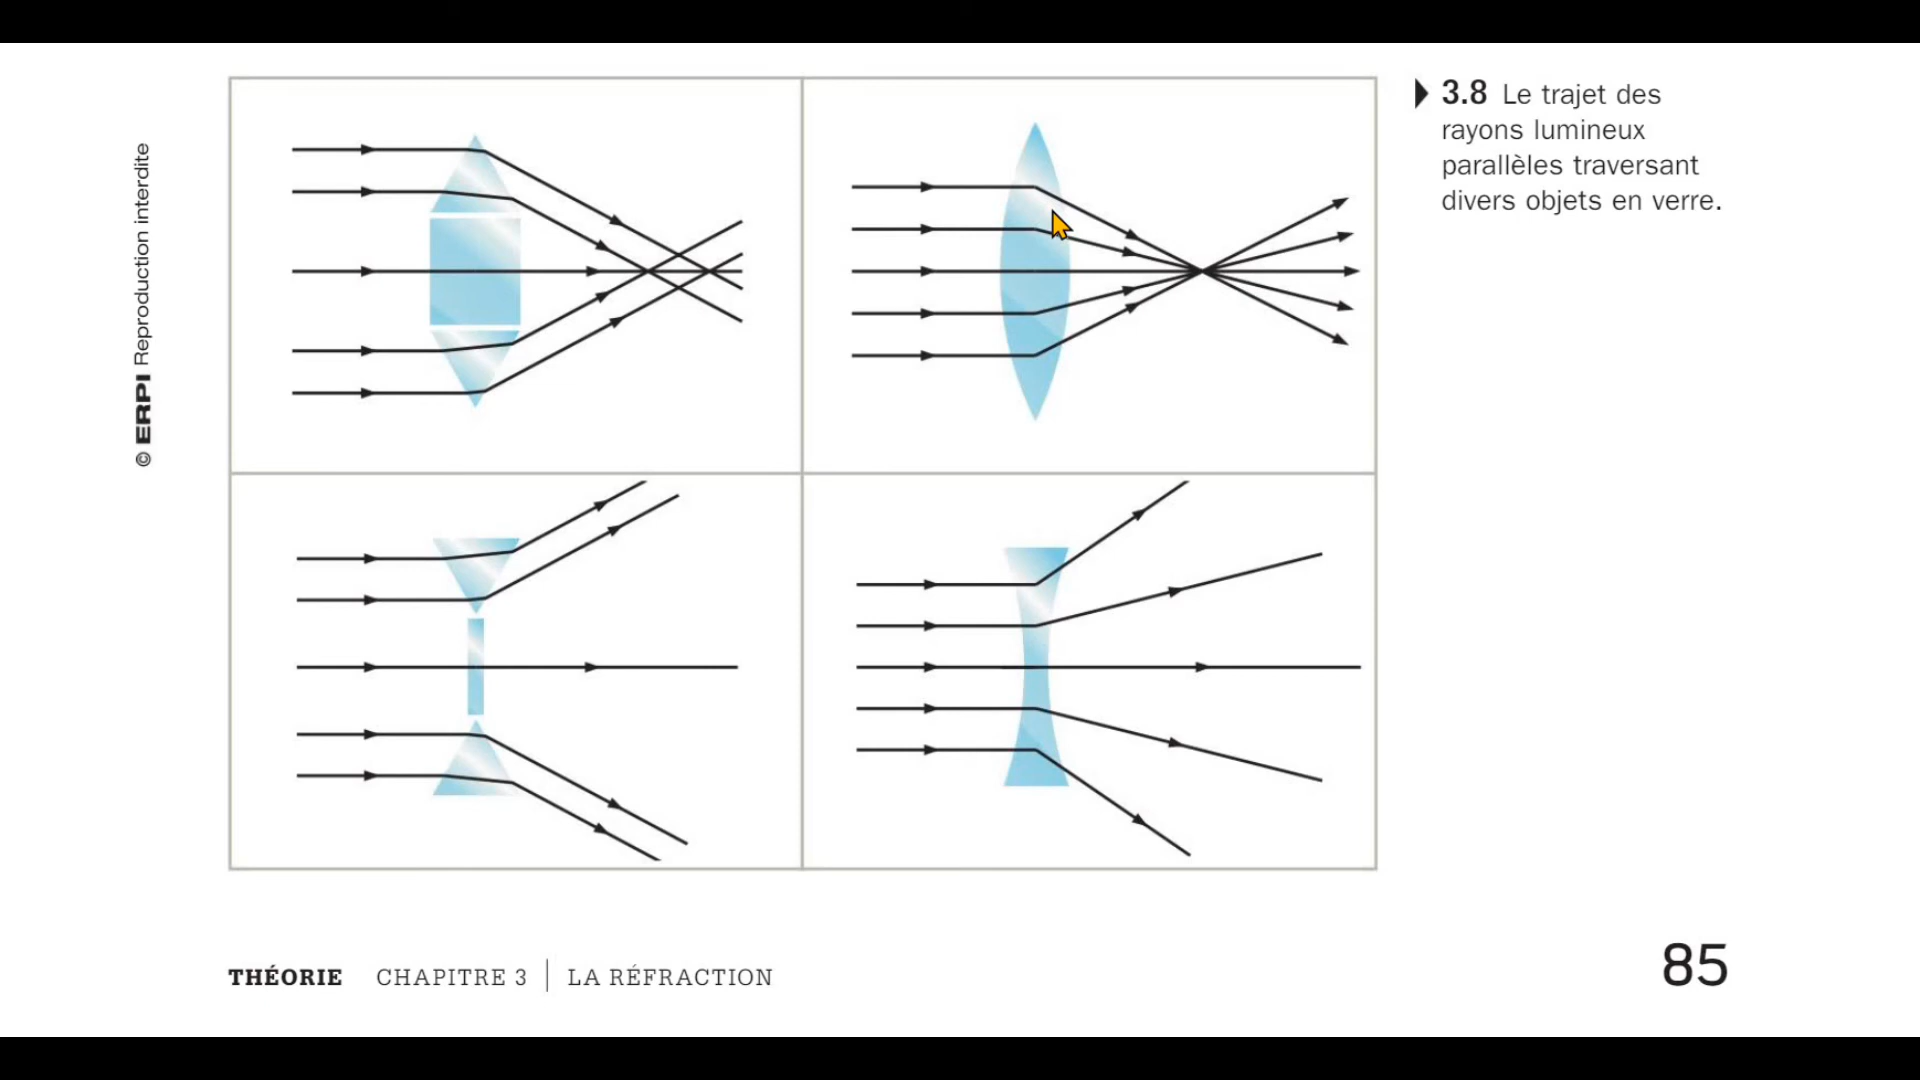 3.8 Le trajet des
rayons lumineux
parallèles traversant
divers objets en verre.
© ERPI Reproduction interdite
THÉORIE CHAPITRE 3 | LA RÉFRACTION
85